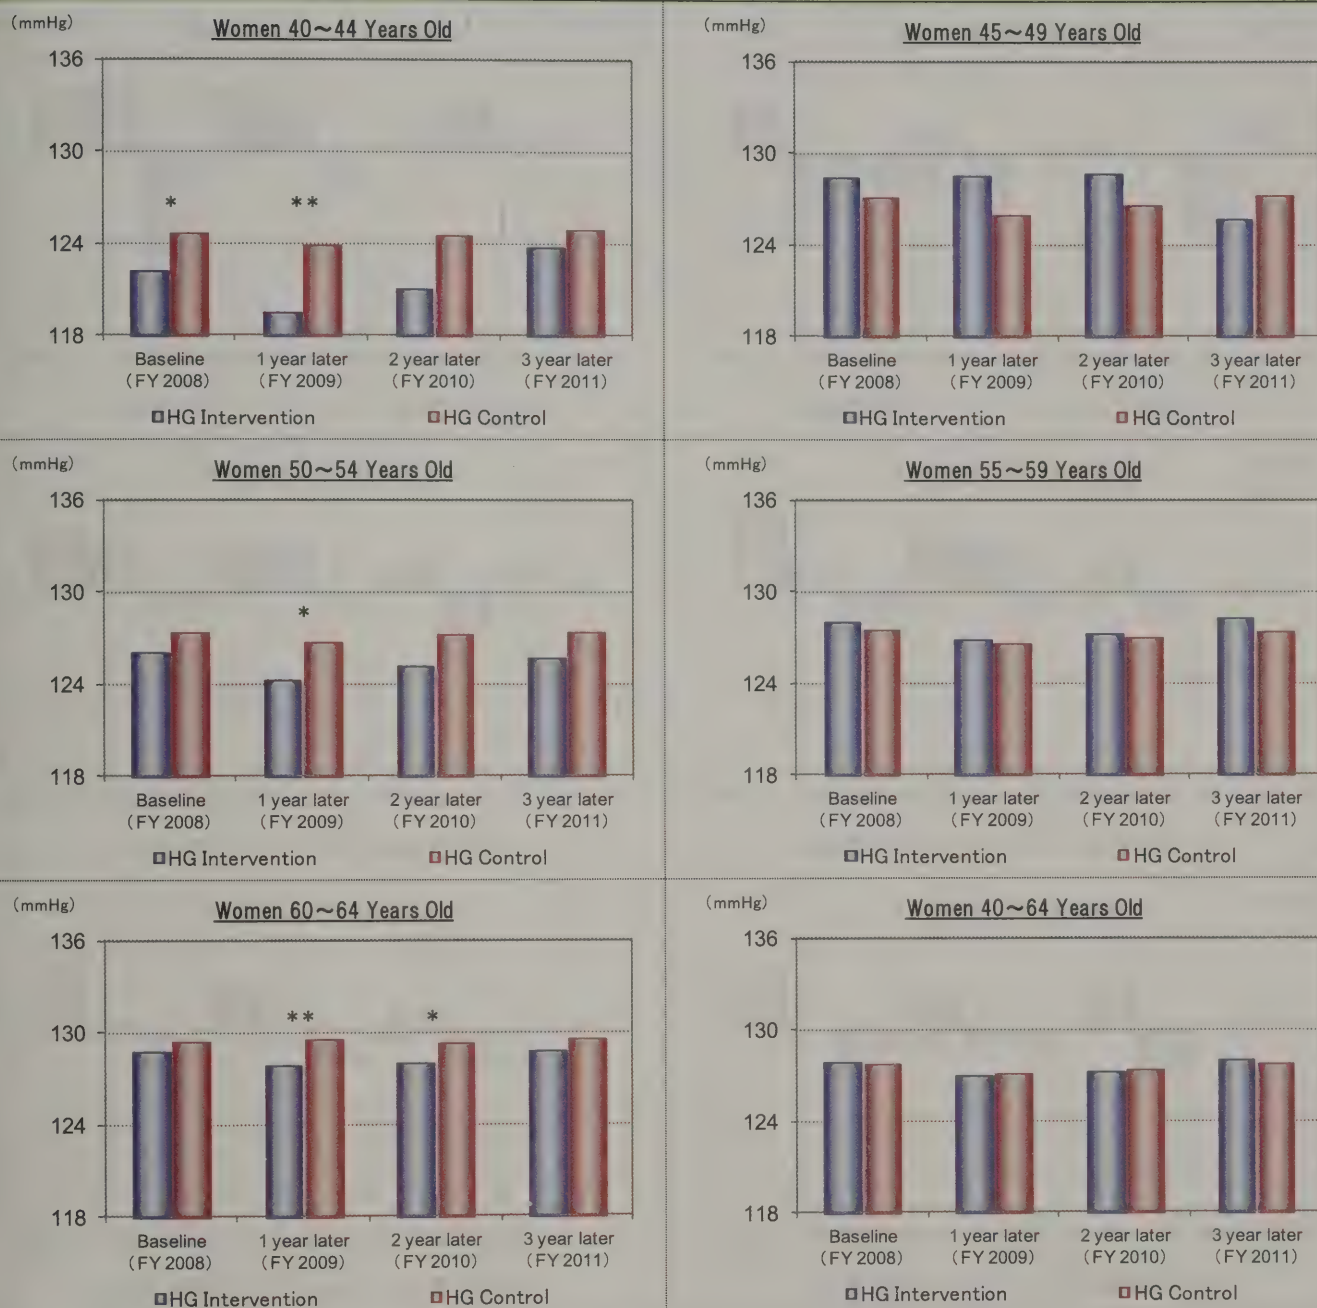 (mmHg)
Women 40～44 Years Old
136
130
124
118
*
**
Baseline
(FY 2008)
1 year later
(FY 2009)
2 year later
(FY 2010)
3 year later
(FY 2011)
HG Intervention
HG Control
(mmHg)
Women 45～49 Years Old
136
130
124
118
Baseline
(FY 2008)
1 year later
(FY 2009)
2 year later
(FY 2010)
3 year later
(FY 2011)
HG Intervention
HG Control
(mmHg)
Women 50～54 Years Old
136
130
124
118
*
Baseline
(FY 2008)
1 year later
(FY 2009)
2 year later
(FY 2010)
3 year later
(FY 2011)
HG Intervention
HG Control
(mmHg)
Women 55～59 Years Old
136
130
124
118
Baseline
(FY 2008)
1 year later
(FY 2009)
2 year later
(FY 2010)
3 year later
(FY 2011)
HG Intervention
HG Control
(mmHg)
Women 60～64 Years Old
136
130
124
118
**
*
Baseline
(FY 2008)
1 year later
(FY 2009)
2 year later
(FY 2010)
3 year later
(FY 2011)
HG Intervention
HG Control
(mmHg)
Women 40～64 Years Old
136
130
124
118
Baseline
(FY 2008)
1 year later
(FY 2009)
2 year later
(FY 2010)
3 year later
(FY 2011)
HG Intervention
HG Control